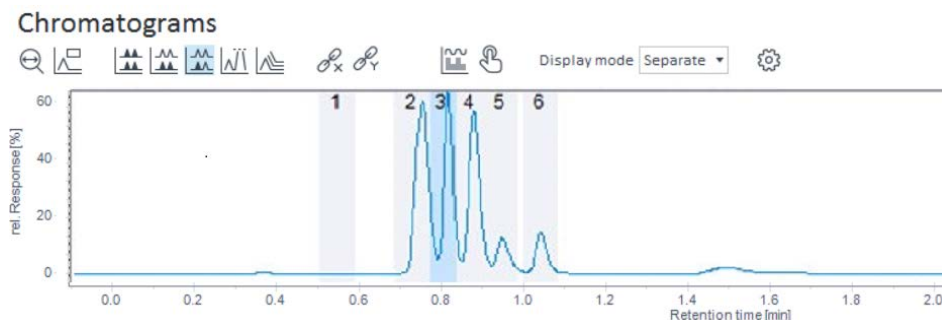 Chromatograms
X Y Display mode Separate
1 2 3 4 5 6
60
40
20
0
rel. Response [%]
0.0 0.2 0.4 0.6 0.8 1.0 1.2 1.4 1.6 1.8 2.0
Retention time [min]